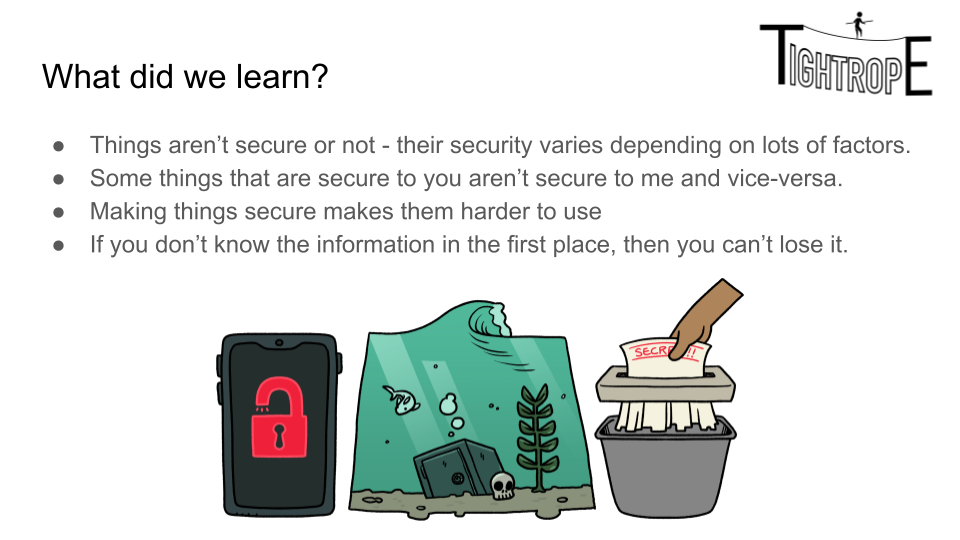 TIGHTROPE
What did we learn?
● Things aren’t secure or not - their security varies depending on lots of factors.
● Some things that are secure to you aren’t secure to me and vice-versa.
● Making things secure makes them harder to use
● If you don’t know the information in the first place, then you can’t lose it.